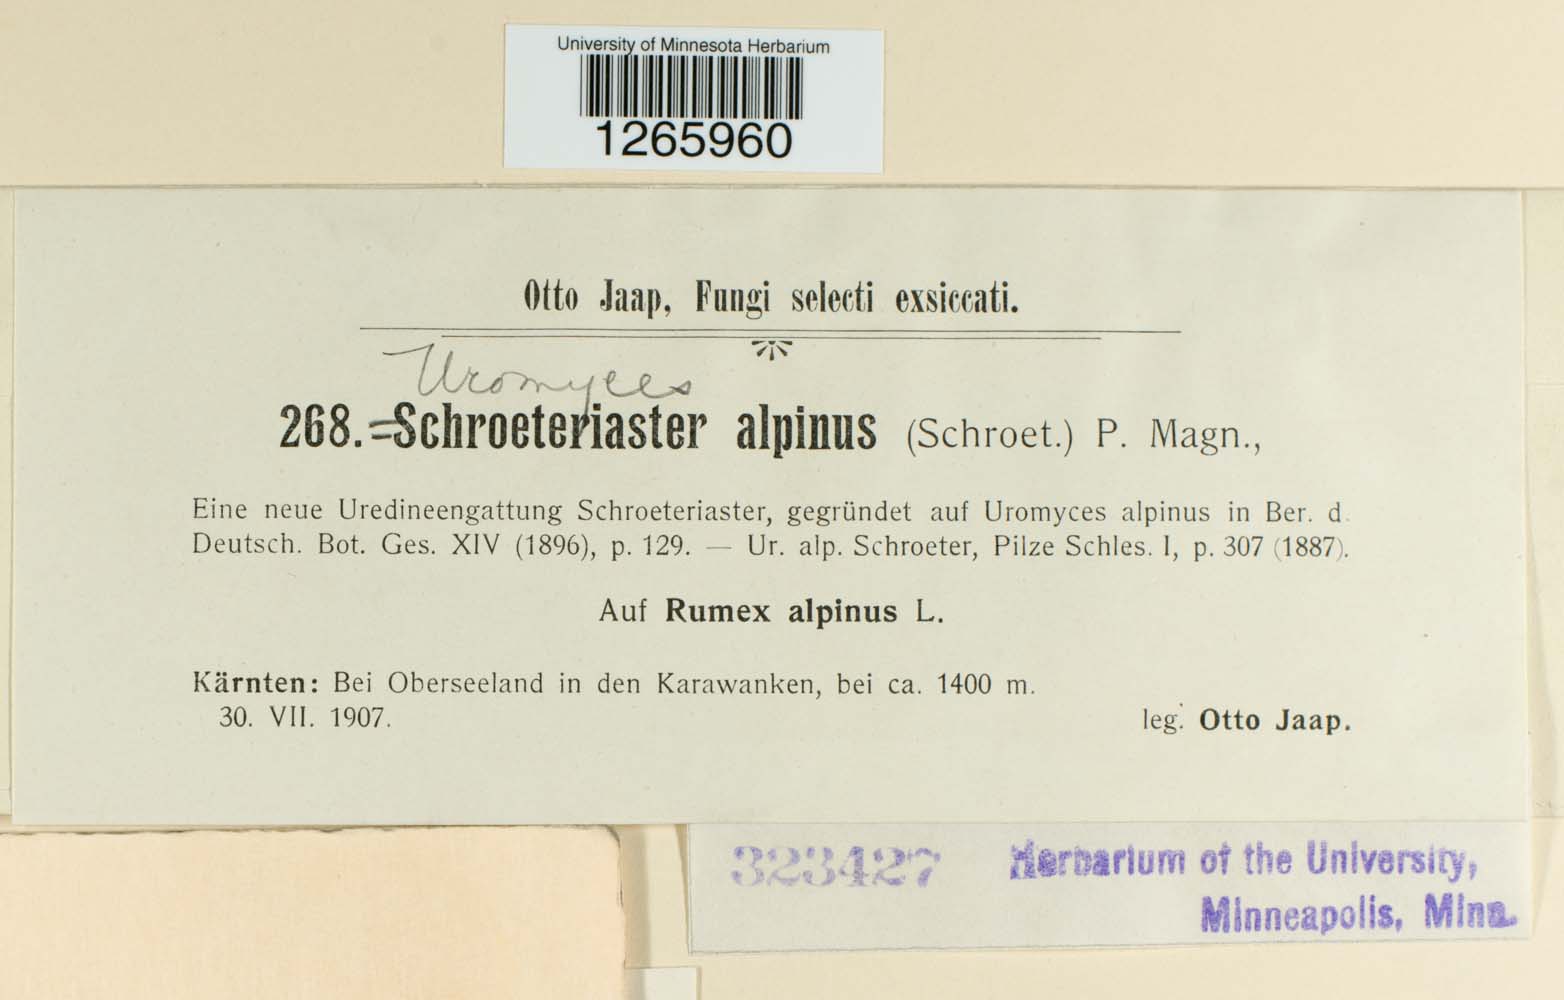 University of Minnesota Herbarium
1265960
Otto Jaap, Fungi selecti exsiccati.
Uromyces
268. =Schroeteriaster alpinus (Schroet.) P. Magn.,
Eine neue Uredineengattung Schroeteriaster, gegründet auf Uromyces alpinus in Ber. d.
Deutsch. Bot. Ges. XIV (1896), p. 129. — Ur. alp. Schroeter, Pilze Schles. I, p. 307 (1887).
Auf Rumex alpinus L.
Kärnten: Bei Oberseeland in den Karawanken, bei ca. 1400 m.
30. VII. 1907.
leg. Otto Jaap.
323427
Herbarium of the University,
Minneapolis, Minn.